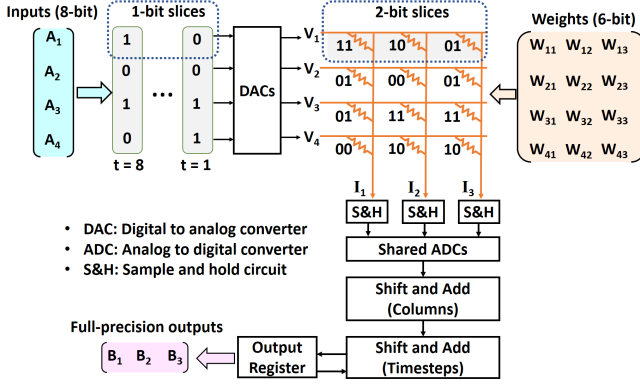 Inputs (8-bit)
1-bit slices
2-bit slices
Weights (6-bit)
A1
A2
A3
A4
1
0
1
0
...
0
0
1
1
t = 8
t = 1
DACs
V1
V2
V3
V4
11 10 01
01 00 01
01 11 11
00 10 10
W11 W12 W13
W21 W22 W23
W31 W32 W33
W41 W42 W43
I1 I2 I3
S&H S&H S&H
Shared ADCs
Shift and Add
(Columns)
Shift and Add
(Timesteps)
Output
Register
• DAC: Digital to analog converter
• ADC: Analog to digital converter
• S&H: Sample and hold circuit
Full-precision outputs
B1 B2 B3